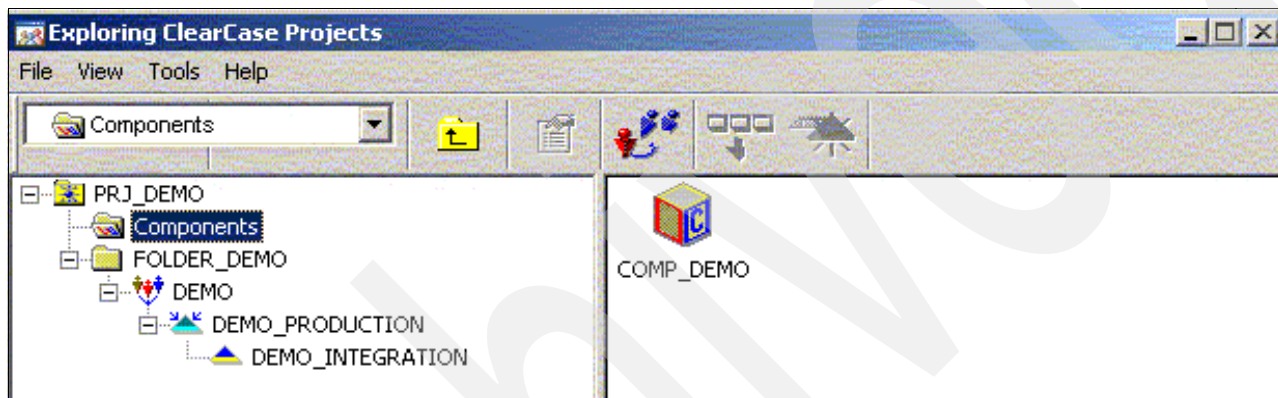 Exploring ClearCase Projects
File View Tools Help
Components
PRJ_DEMO
Components
FOLDER_DEMO
DEMO
DEMO_PRODUCTION
DEMO_INTEGRATION
COMP_DEMO